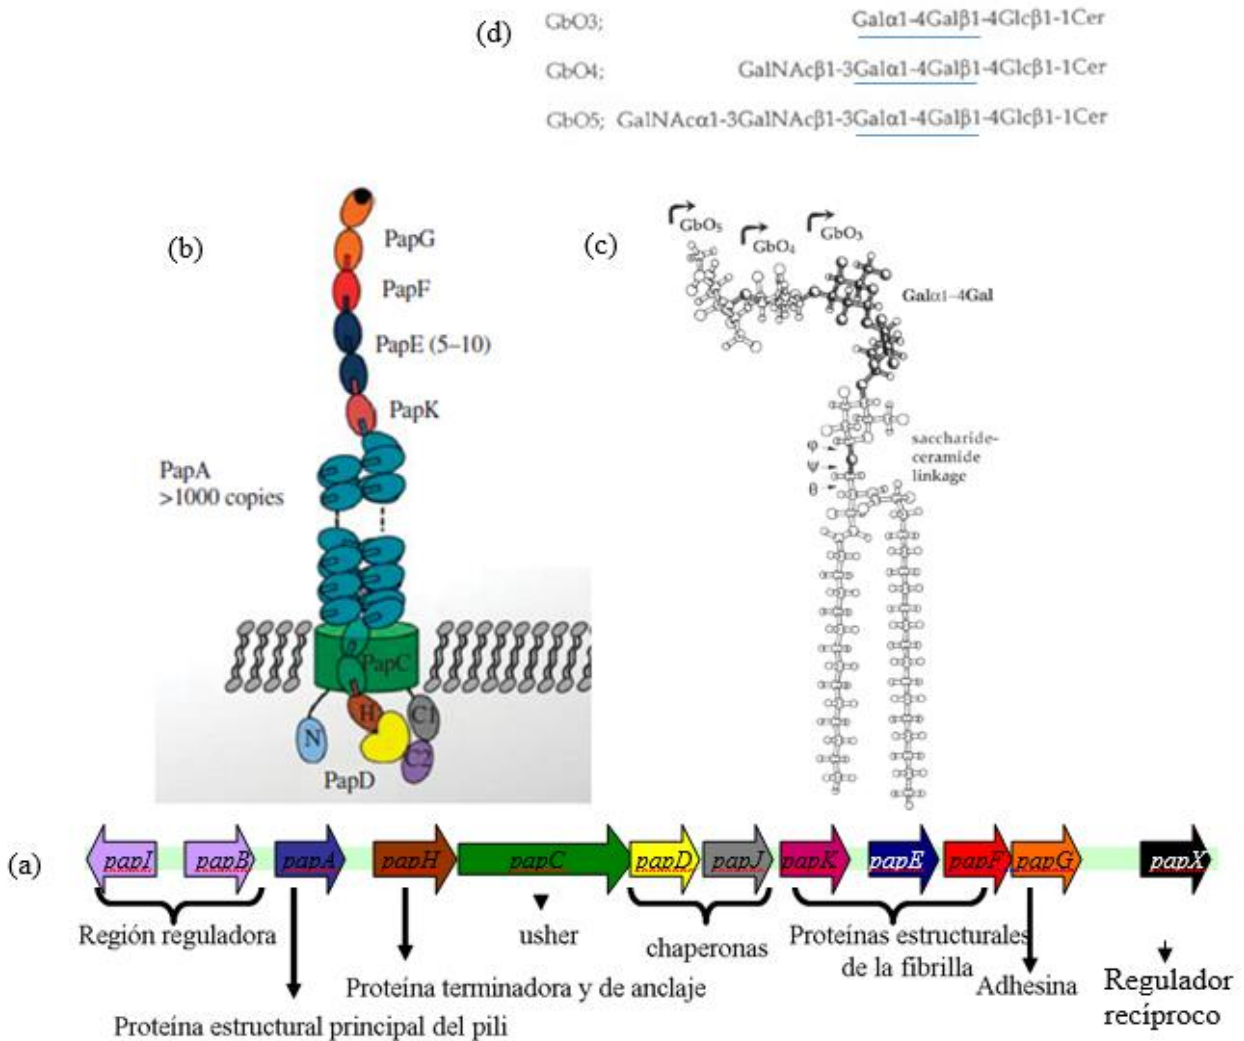 (d)
GbO3; Galα1-4Galβ1-4Glcβ1-1Cer
GbO4; GalNAcβ1-3Galα1-4Galβ1-4Glcβ1-1Cer
GbO5; GalNAcα1-3GalNAcβ1-3Galα1-4Galβ1-4Glcβ1-1Cer
(b)
PapG
PapF
PapE (5–10)
PapK
PapA
>1000 copies
PapC
H
C1
N
C2
PapD
(c)
GbO5
GbO4
GbO3
Galα1–4Gal
φ
ψ
θ
saccharide-
ceramide
linkage
(a)
papI papB papA papH papC papD papJ papK papE papF papG papX
Región reguladora
usher
chaperonas
Proteínas estructurales
de la fibrilla
Proteína terminadora y de anclaje
Adhesina
Regulador
recíproco
Proteína estructural principal del pili